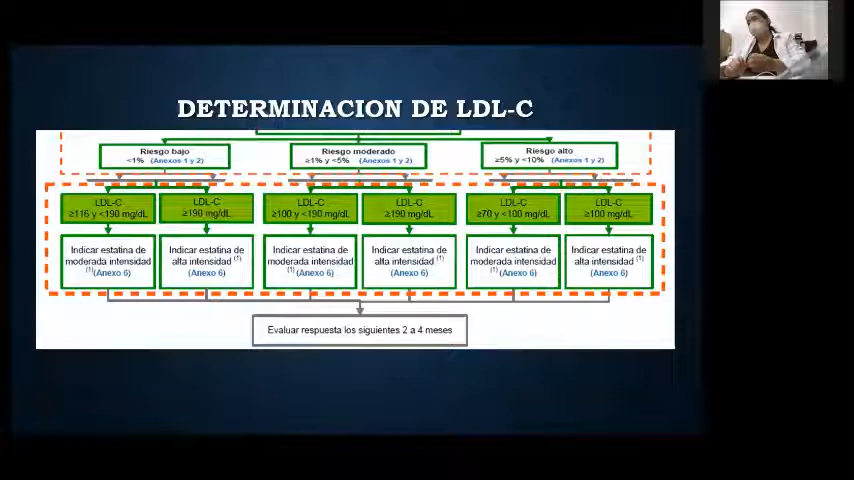 DETERMINACION DE LDL-C
Riesgo bajo
<1% (Anexos 1 y 2)
Riesgo moderado
≥1% y <5% (Anexos 1 y 2)
Riesgo alto
≥5% y <10% (Anexos 1 y 2)
LDL-C
≥116 y <190 mg/dL
LDL-C
≥190 mg/dL
LDL-C
≥100 y <190 mg/dL
LDL-C
≥190 mg/dL
LDL-C
≥70 y <100 mg/dL
LDL-C
≥100 mg/dL
Indicar estatina de
moderada intensidad
(1)(Anexo 6)
Indicar estatina de
alta intensidad (1)
(Anexo 6)
Indicar estatina de
moderada intensidad
(1) (Anexo 6)
Indicar estatina de
alta intensidad (1)
(Anexo 6)
Indicar estatina de
moderada intensidad
(1) (Anexo 6)
Indicar estatina de
alta intensidad (1)
(Anexo 6)
Evaluar respuesta los siguientes 2 a 4 meses